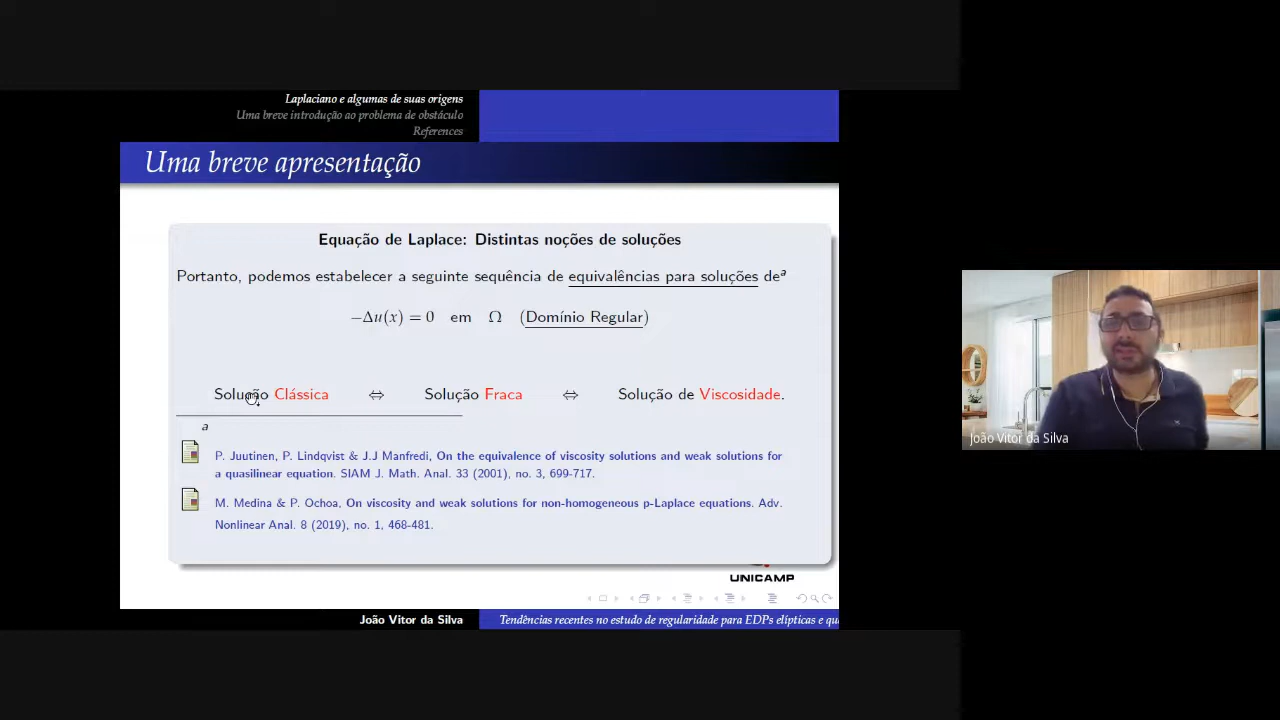 Laplaciano e algumas de suas origens
Uma breve introdução ao problema de obstáculo
References
Uma breve apresentação
Equação de Laplace: Distintas noções de soluções
Portanto, podemos estabelecer a seguinte sequência de equivalências para soluções deᵃ
−Δu(x) = 0 em Ω (Domínio Regular)
Solução Clássica ⇔ Solução Fraca ⇔ Solução de Viscosidade.
a
P. Juutinen, P. Lindqvist & J.J Manfredi, On the equivalence of viscosity solutions and weak solutions for
a quasilinear equation. SIAM J. Math. Anal. 33 (2001), no. 3, 699-717.
M. Medina & P. Ochoa, On viscosity and weak solutions for non-homogeneous p-Laplace equations. Adv.
Nonlinear Anal. 8 (2019), no. 1, 468-481.
UNICAMP
João Vitor da Silva
Tendências recentes no estudo de regularidade para EDPs elípticas e
João Vitor da Silva